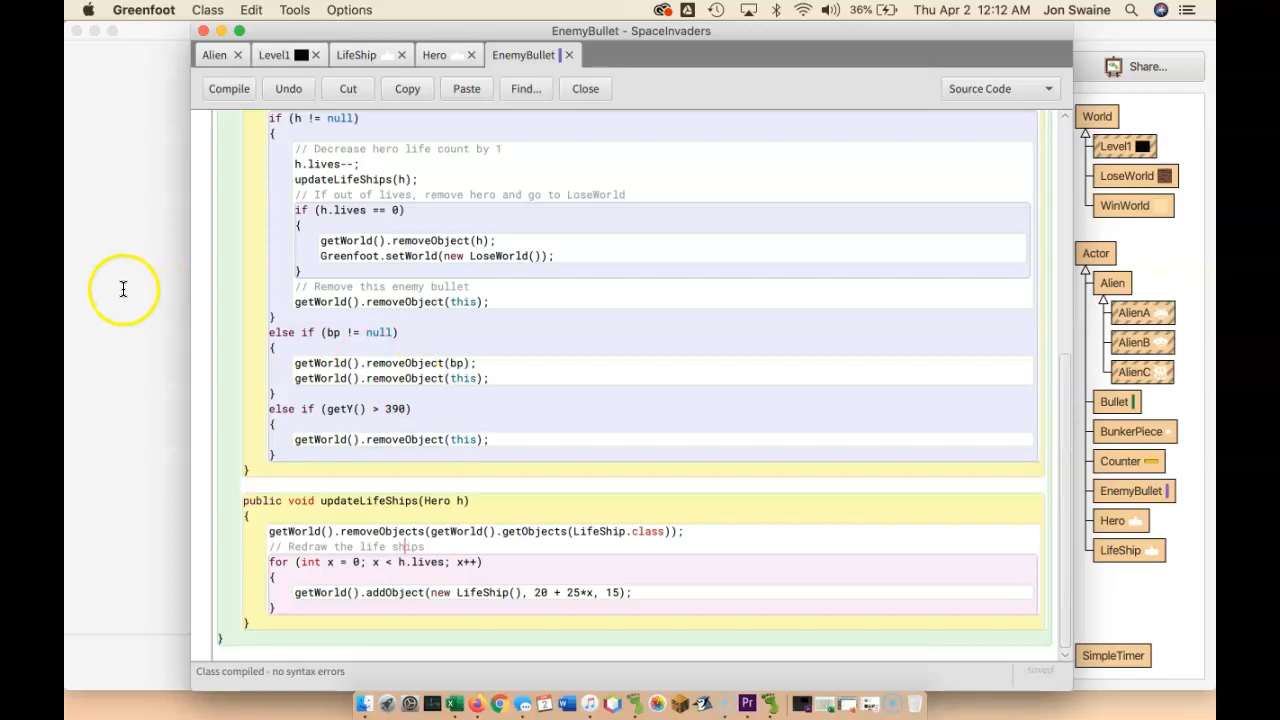 Greenfoot Class Edit Tools Options 36% Thu Apr 2 12:12 AM Jon Swaine
EnemyBullet - SpaceInvaders
Alien Level1 LifeShip Hero EnemyBullet
Compile Undo Cut Copy Paste Find... Close Source Code
Share...
if (h != null)
{
// Decrease hero life count by 1
h.lives--;
updateLifeShips(h);
// If out of lives, remove hero and go to LoseWorld
if (h.lives == 0)
{
getWorld().removeObject(h);
Greenfoot.setWorld(new LoseWorld());
}
// Remove this enemy bullet
getWorld().removeObject(this);
}
else if (bp != null)
{
getWorld().removeObject(bp);
getWorld().removeObject(this);
}
else if (getY() > 390)
{
getWorld().removeObject(this);
}
}
public void updateLifeShips(Hero h)
{
getWorld().removeObjects(getWorld().getObjects(LifeShip.class));
// Redraw the life ships
for (int x = 0; x < h.lives; x++)
{
getWorld().addObject(new LifeShip(), 20 + 25*x, 15);
}
}
}
Class compiled - no syntax errors
saved
World
Level1
LoseWorld
WinWorld
Actor
Alien
AlienA
AlienB
AlienC
Bullet
BunkerPiece
Counter
EnemyBullet
Hero
LifeShip
SimpleTimer